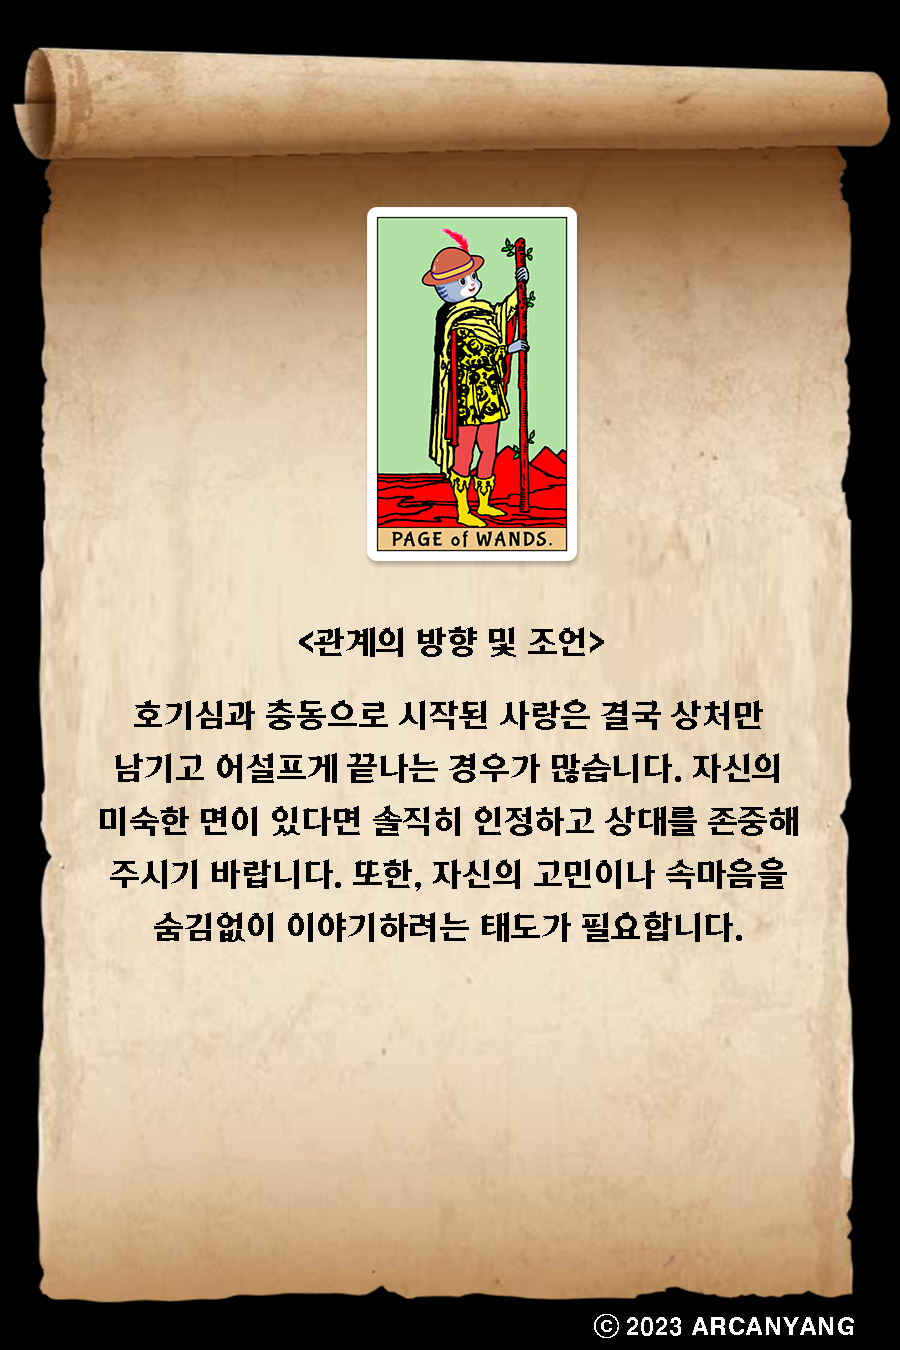 PAGE of WANDS.
<관계의 방향 및 조언>
호기심과 충동으로 시작된 사랑은 결국 상처만
남기고 어설프게 끝나는 경우가 많습니다. 자신의
미숙한 면이 있다면 솔직히 인정하고 상대를 존중해
주시기 바랍니다. 또한, 자신의 고민이나 속마음을
숨김없이 이야기하려는 태도가 필요합니다.
ⓒ 2023 ARCANYANG